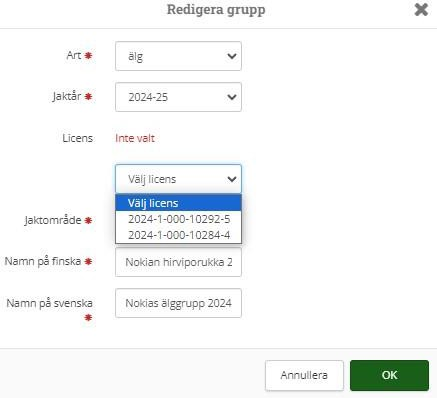 Redigera grupp
Art * älg
Jaktår * 2024-25
Licens Inte valt
Välj licens
Välj licens
2024-1-000-10292-5
2024-1-000-10284-4
Jaktområde *
Namn på finska * Nokian hirviporukka 2
Namn på svenska * Nokias älggrupp 2024
Annullera OK